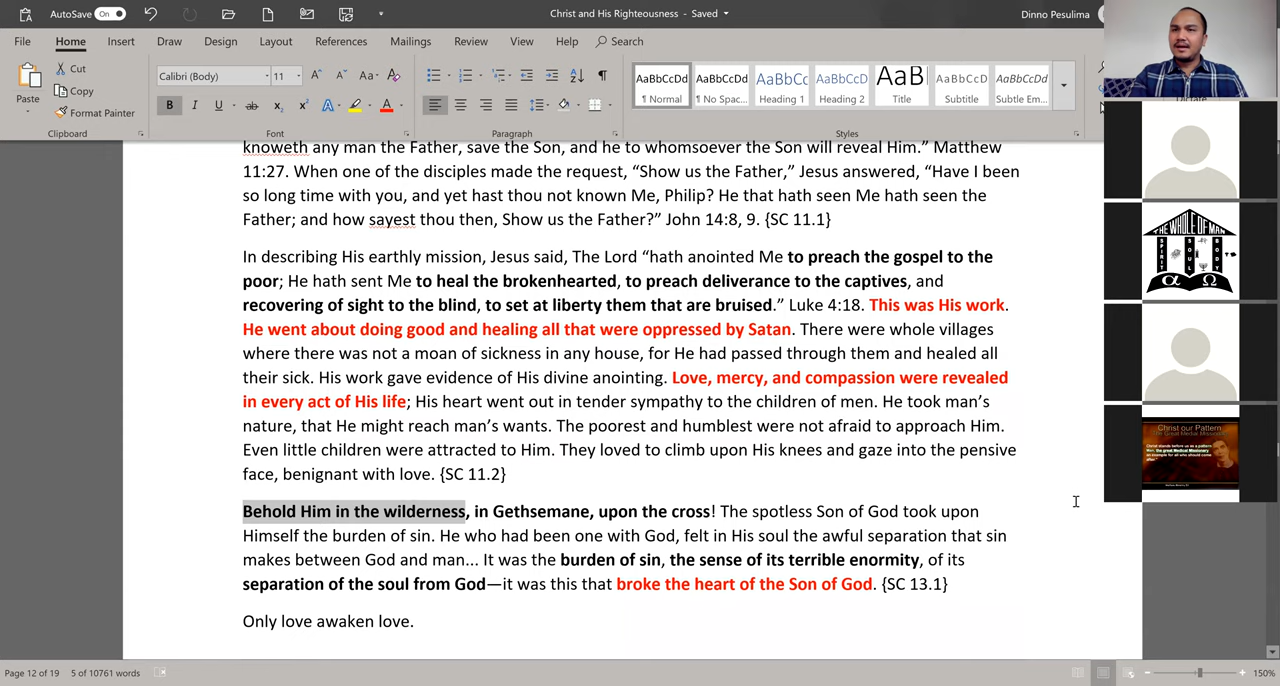 AutoSave On
Christ and His Righteousness - Saved
Dinno Pesulima
File Home Insert Draw Design Layout References Mailings Review View Help Search
Paste
Cut
Copy
Format Painter
Clipboard
Calibri (Body) 11
Font
Paragraph
AaBbCcDd AaBbCcDd AaBbCc AaBbCcD AaB AaBbCcD AaBbCcDd
¶ Normal ¶ No Spac... Heading 1 Heading 2 Title Subtitle Subtle Em...
Styles
knoweth any man the Father, save the Son, and he to whomsoever the Son will reveal Him.” Matthew
11:27. When one of the disciples made the request, “Show us the Father,” Jesus answered, “Have I been
so long time with you, and yet hast thou not known Me, Philip? He that hath seen Me hath seen the
Father; and how sayest thou then, Show us the Father?” John 14:8, 9. {SC 11.1}
In describing His earthly mission, Jesus said, The Lord “hath anointed Me to preach the gospel to the
poor; He hath sent Me to heal the brokenhearted, to preach deliverance to the captives, and
recovering of sight to the blind, to set at liberty them that are bruised.” Luke 4:18. This was His work.
He went about doing good and healing all that were oppressed by Satan. There were whole villages
where there was not a moan of sickness in any house, for He had passed through them and healed all
their sick. His work gave evidence of His divine anointing. Love, mercy, and compassion were revealed
in every act of His life; His heart went out in tender sympathy to the children of men. He took man’s
nature, that He might reach man’s wants. The poorest and humblest were not afraid to approach Him.
Even little children were attracted to Him. They loved to climb upon His knees and gaze into the pensive
face, benignant with love. {SC 11.2}
Behold Him in the wilderness, in Gethsemane, upon the cross! The spotless Son of God took upon
Himself the burden of sin. He who had been one with God, felt in His soul the awful separation that sin
makes between God and man... It was the burden of sin, the sense of its terrible enormity, of its
separation of the soul from God—it was this that broke the heart of the Son of God. {SC 13.1}
Only love awaken love.
THE WHOLE OF MAN
SPIRIT SOUL BODY
α Ω
Christ our Pattern
The Great Medial Missionary
Page 12 of 19 5 of 10761 words
150%